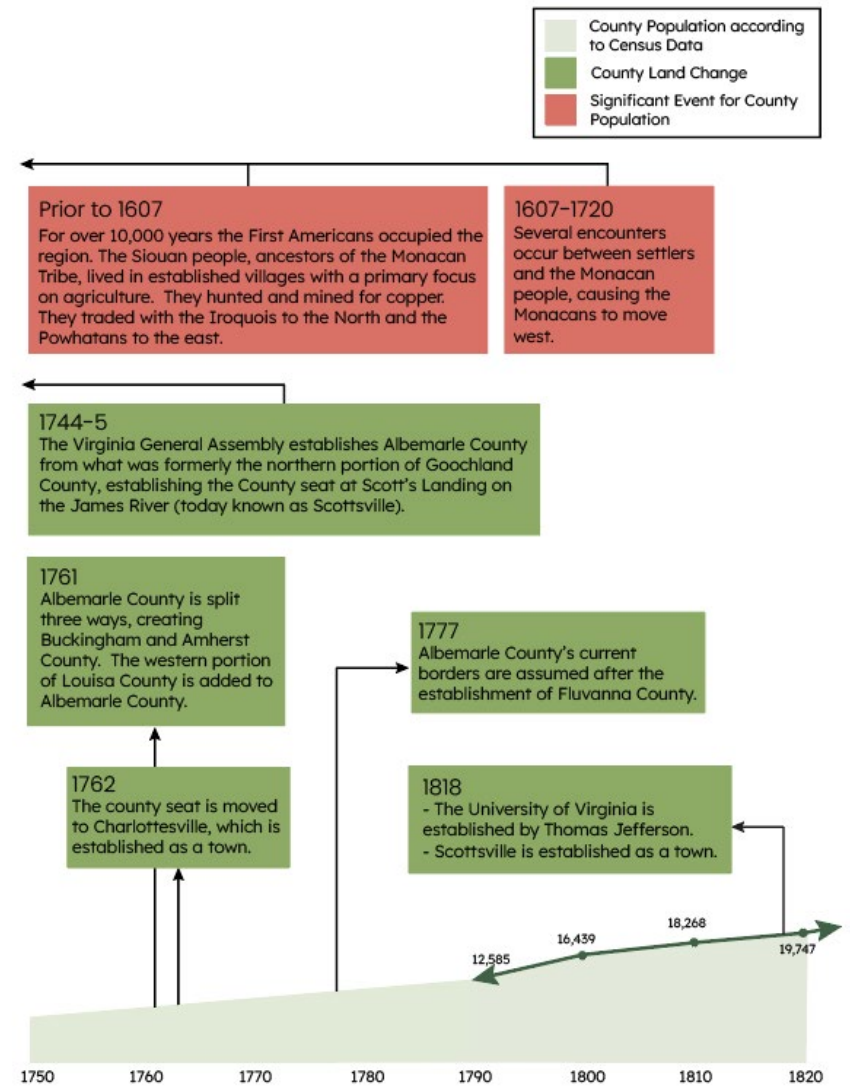 County Population according
to Census Data
County Land Change
Significant Event for County
Population
Prior to 1607
For over 10,000 years the First Americans occupied the
region. The Siouan people, ancestors of the Monacan
Tribe, lived in established villages with a primary focus
on agriculture. They hunted and mined for copper.
They traded with the Iroquois to the North and the
Powhatans to the east.
1607-1720
Several encounters
occur between settlers
and the Monacan
people, causing the
Monacans to move
west.
1744-5
The Virginia General Assembly establishes Albemarle County
from what was formerly the northern portion of Goochland
County, establishing the County seat at Scott's Landing on
the James River (today known as Scottsville).
1761
Albemarle County is split
three ways, creating
Buckingham and Amherst
County. The western portion
of Louisa County is added to
Albemarle County.
1777
Albemarle County's current
borders are assumed after the
establishment of Fluvanna County.
1762
The county seat is moved
to Charlottesville, which is
established as a town.
1818
- The University of Virginia is
established by Thomas Jefferson.
- Scottsville is established as a town.
12,585
16,439
18,268
19,747
1750 1760 1770 1780 1790 1800 1810 1820